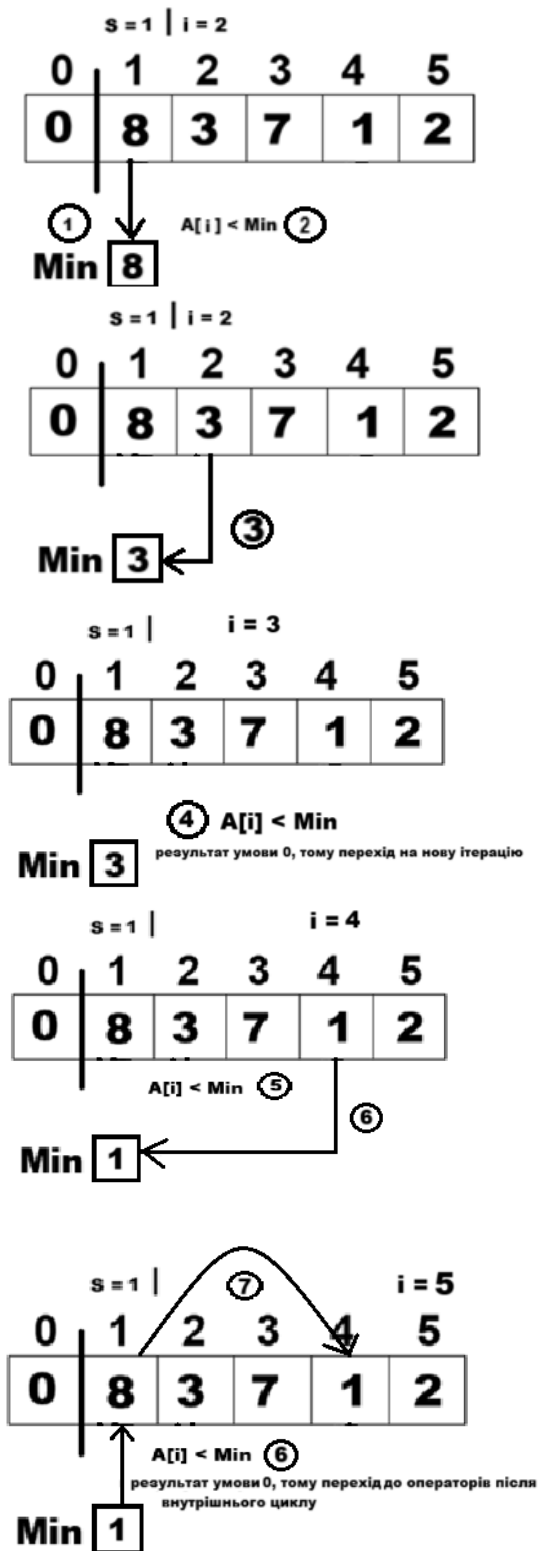 S = 1 | i = 2
0 1 2 3 4 5
0 8 3 7 1 2
1 A[i] < Min 2
Min 8
S = 1 | i = 2
0 1 2 3 4 5
0 8 3 7 1 2
3
Min 3
S = 1 | i = 3
0 1 2 3 4 5
0 8 3 7 1 2
4 A[i] < Min
результат умови 0, тому перехід на нову ітерацію
Min 3
S = 1 | i = 4
0 1 2 3 4 5
0 8 3 7 1 2
A[i] < Min 5
6
Min 1
S = 1 | 7 i = 5
0 1 2 3 4 5
0 8 3 7 1 2
A[i] < Min 6
результат умови 0, тому перехід до операторів після
внутрішнього циклу
Min 1